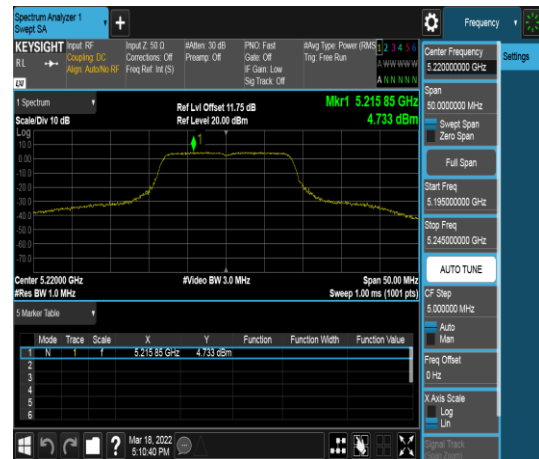 Spectrum Analyzer 1
Swept SA
+
Frequency
KEYSIGHT
RL
Input: RF
Coupling: DC
Align: Auto/No RF
Input Z: 50 Ω
Corrections: Off
Freq Ref: Int (S)
#Atten: 30 dB
Preamp: Off
PNO: Fast
Gate: Off
IF Gain: Low
Sig Track: Off
#Avg Type: Power (RMS)
Trig: Free Run
1 2 3 4 5 6
A W W W W W
A N N N N N
LXI
1 Spectrum
Scale/Div 10 dB
Ref Lvl Offset 11.75 dB
Ref Level 20.00 dBm
Mkr1 5.215 85 GHz
4.733 dBm
Log
10.0
0.00
-10.0
-20.0
-30.0
-40.0
-50.0
-60.0
-70.0
1
Center 5.22000 GHz
#Res BW 1.0 MHz
#Video BW 3.0 MHz
Span 50.00 MHz
Sweep 1.00 ms (1001 pts)
5 Marker Table
Mode Trace Scale X Y Function Function Width Function Value
1 N 1 f 5.215 85 GHz 4.733 dBm
2
3
4
5
6
Mar 18, 2022
5:10:40 PM
Center Frequency
5.220000000 GHz
Settings
Span
50.0000000 MHz
Swept Span
Zero Span
Full Span
Start Freq
5.195000000 GHz
Stop Freq
5.245000000 GHz
AUTO TUNE
CF Step
5.000000 MHz
Auto
Man
Freq Offset
0 Hz
X Axis Scale
Log
Lin
Signal Track
(Span Zoom)